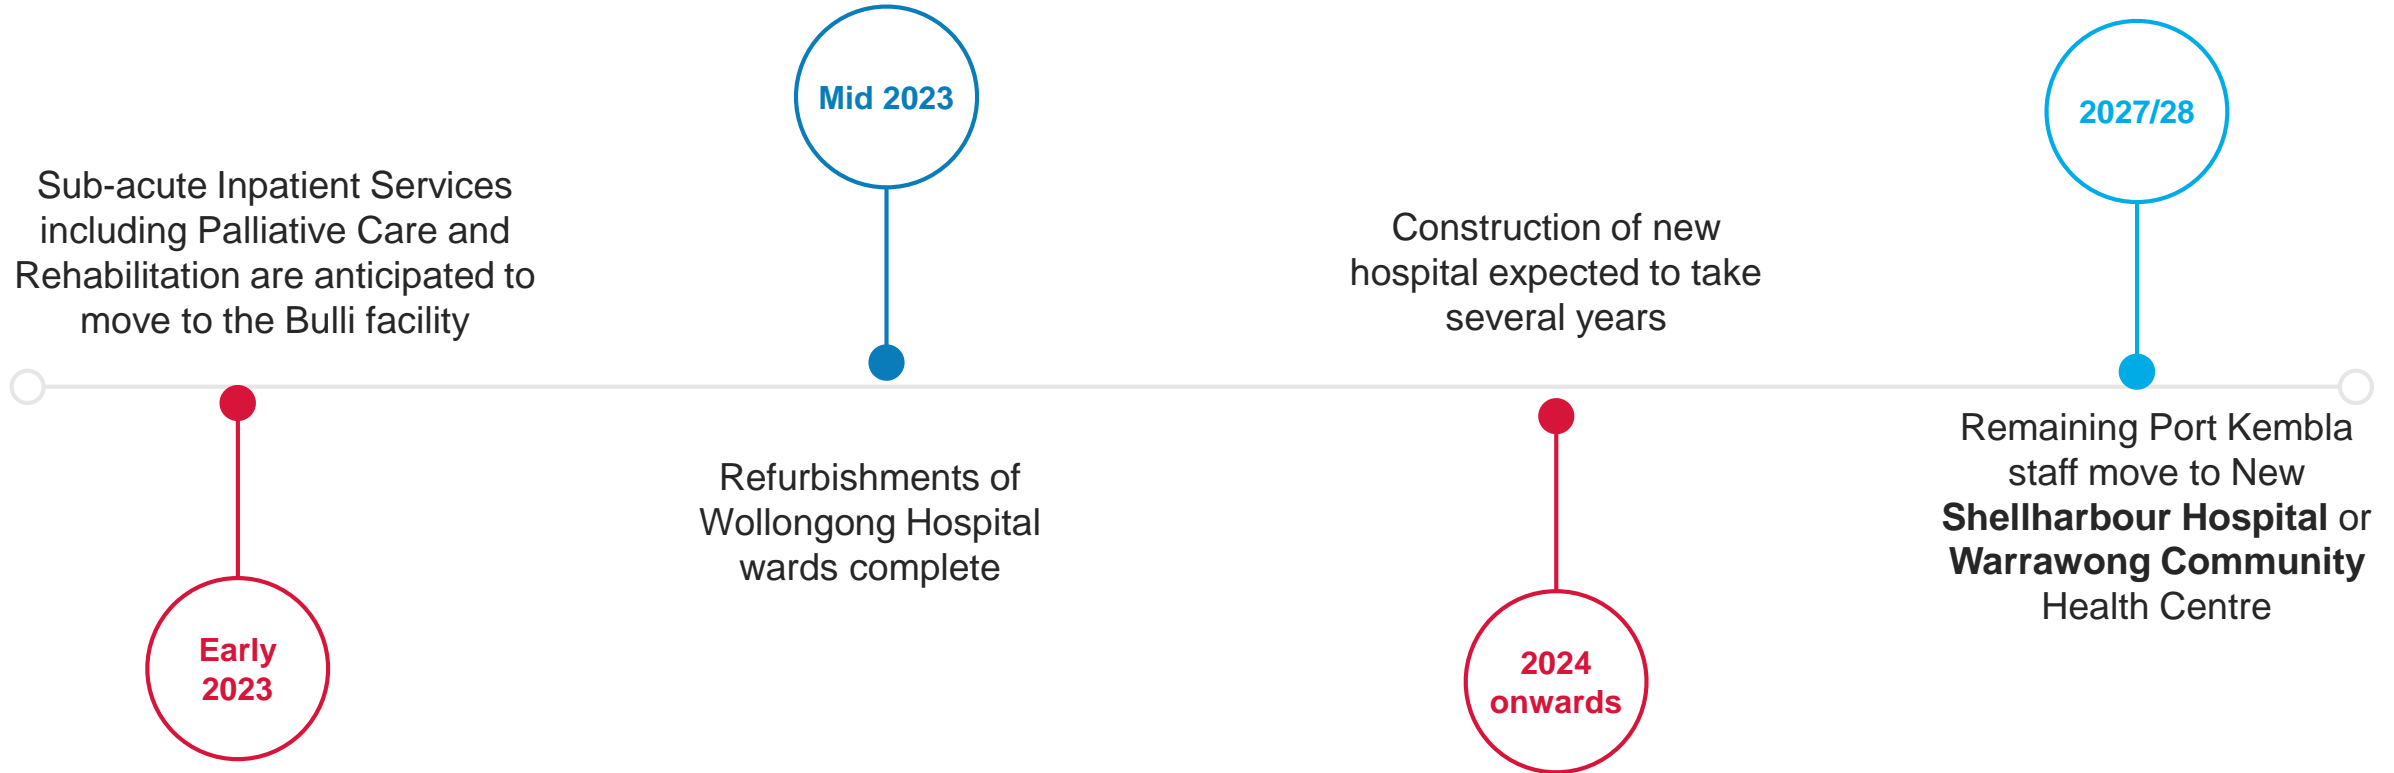 Sub-acute Inpatient Services
including Palliative Care and
Rehabilitation are anticipated to
move to the Bulli facility
Early
2023
Mid 2023
Refurbishments of
Wollongong Hospital
wards complete
Construction of new
hospital expected to take
several years
2024
onwards
2027/28
Remaining Port Kembla
staff move to New
Shellharbour Hospital or
Warrawong Community
Health Centre